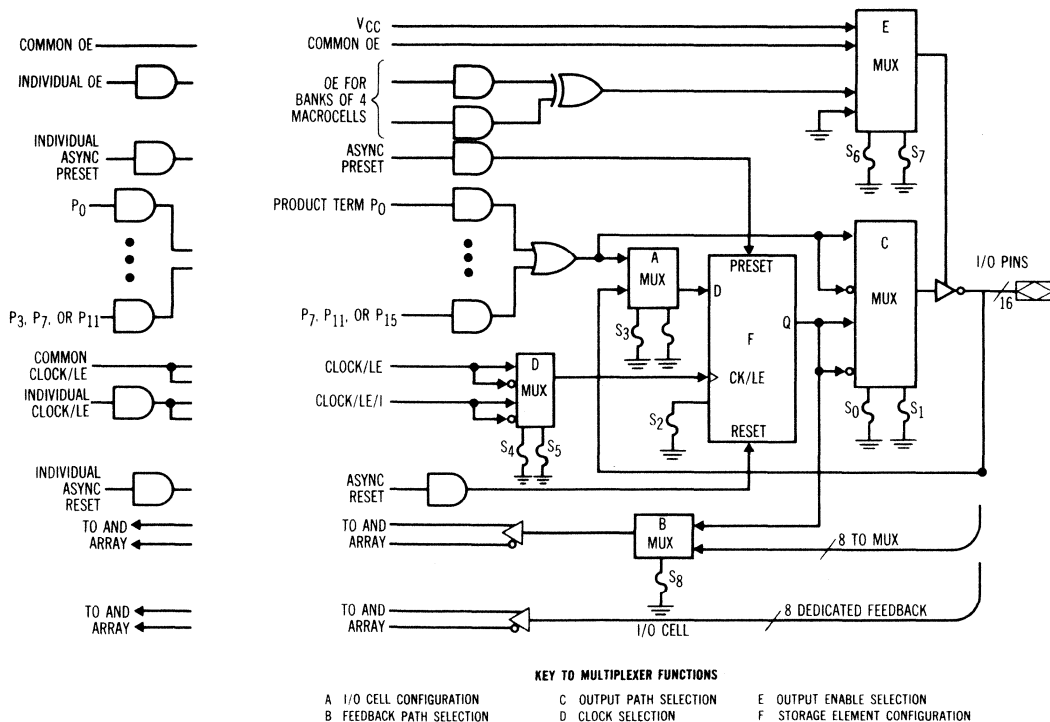 COMMON OE
INDIVIDUAL OE
INDIVIDUAL
ASYNC
PRESET
P0
P3, P7, OR P11
COMMON
CLOCK/LE
INDIVIDUAL
CLOCK/LE
INDIVIDUAL
ASYNC
RESET
TO AND
ARRAY
TO AND
ARRAY
VCC
COMMON OE
OE FOR
BANKS OF 4
MACROCELLS
ASYNC
PRESET
PRODUCT TERM P0
P7, P11, OR P15
CLOCK/LE
CLOCK/LE/I
ASYNC
RESET
TO AND
ARRAY
TO AND
ARRAY
E
MUX
S6
S7
A
MUX
S3
D
MUX
S4
S5
PRESET
D
Q
F
CK/LE
S2
RESET
C
MUX
S0
S1
I/O PINS
16
B
MUX
S8
8 TO MUX
8 DEDICATED FEEDBACK
I/O CELL
KEY TO MULTIPLEXER FUNCTIONS
A I/O CELL CONFIGURATION
B FEEDBACK PATH SELECTION
C OUTPUT PATH SELECTION
D CLOCK SELECTION
E OUTPUT ENABLE SELECTION
F STORAGE ELEMENT CONFIGURATION